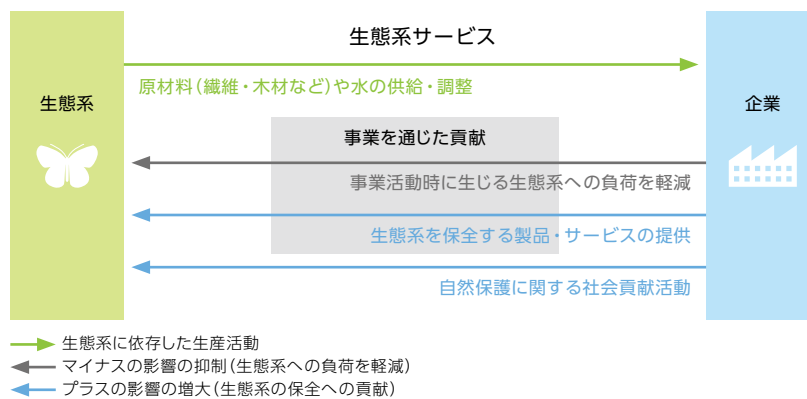 生態系サービス
原材料(繊維・木材など)や水の供給・調整
生態系
企業
事業を通じた貢献
事業活動時に生じる生態系への負荷を軽減
生態系を保全する製品・サービスの提供
自然保護に関する社会貢献活動
生態系に依存した生産活動
マイナスの影響の抑制(生態系への負荷を軽減)
プラスの影響の増大(生態系の保全への貢献)